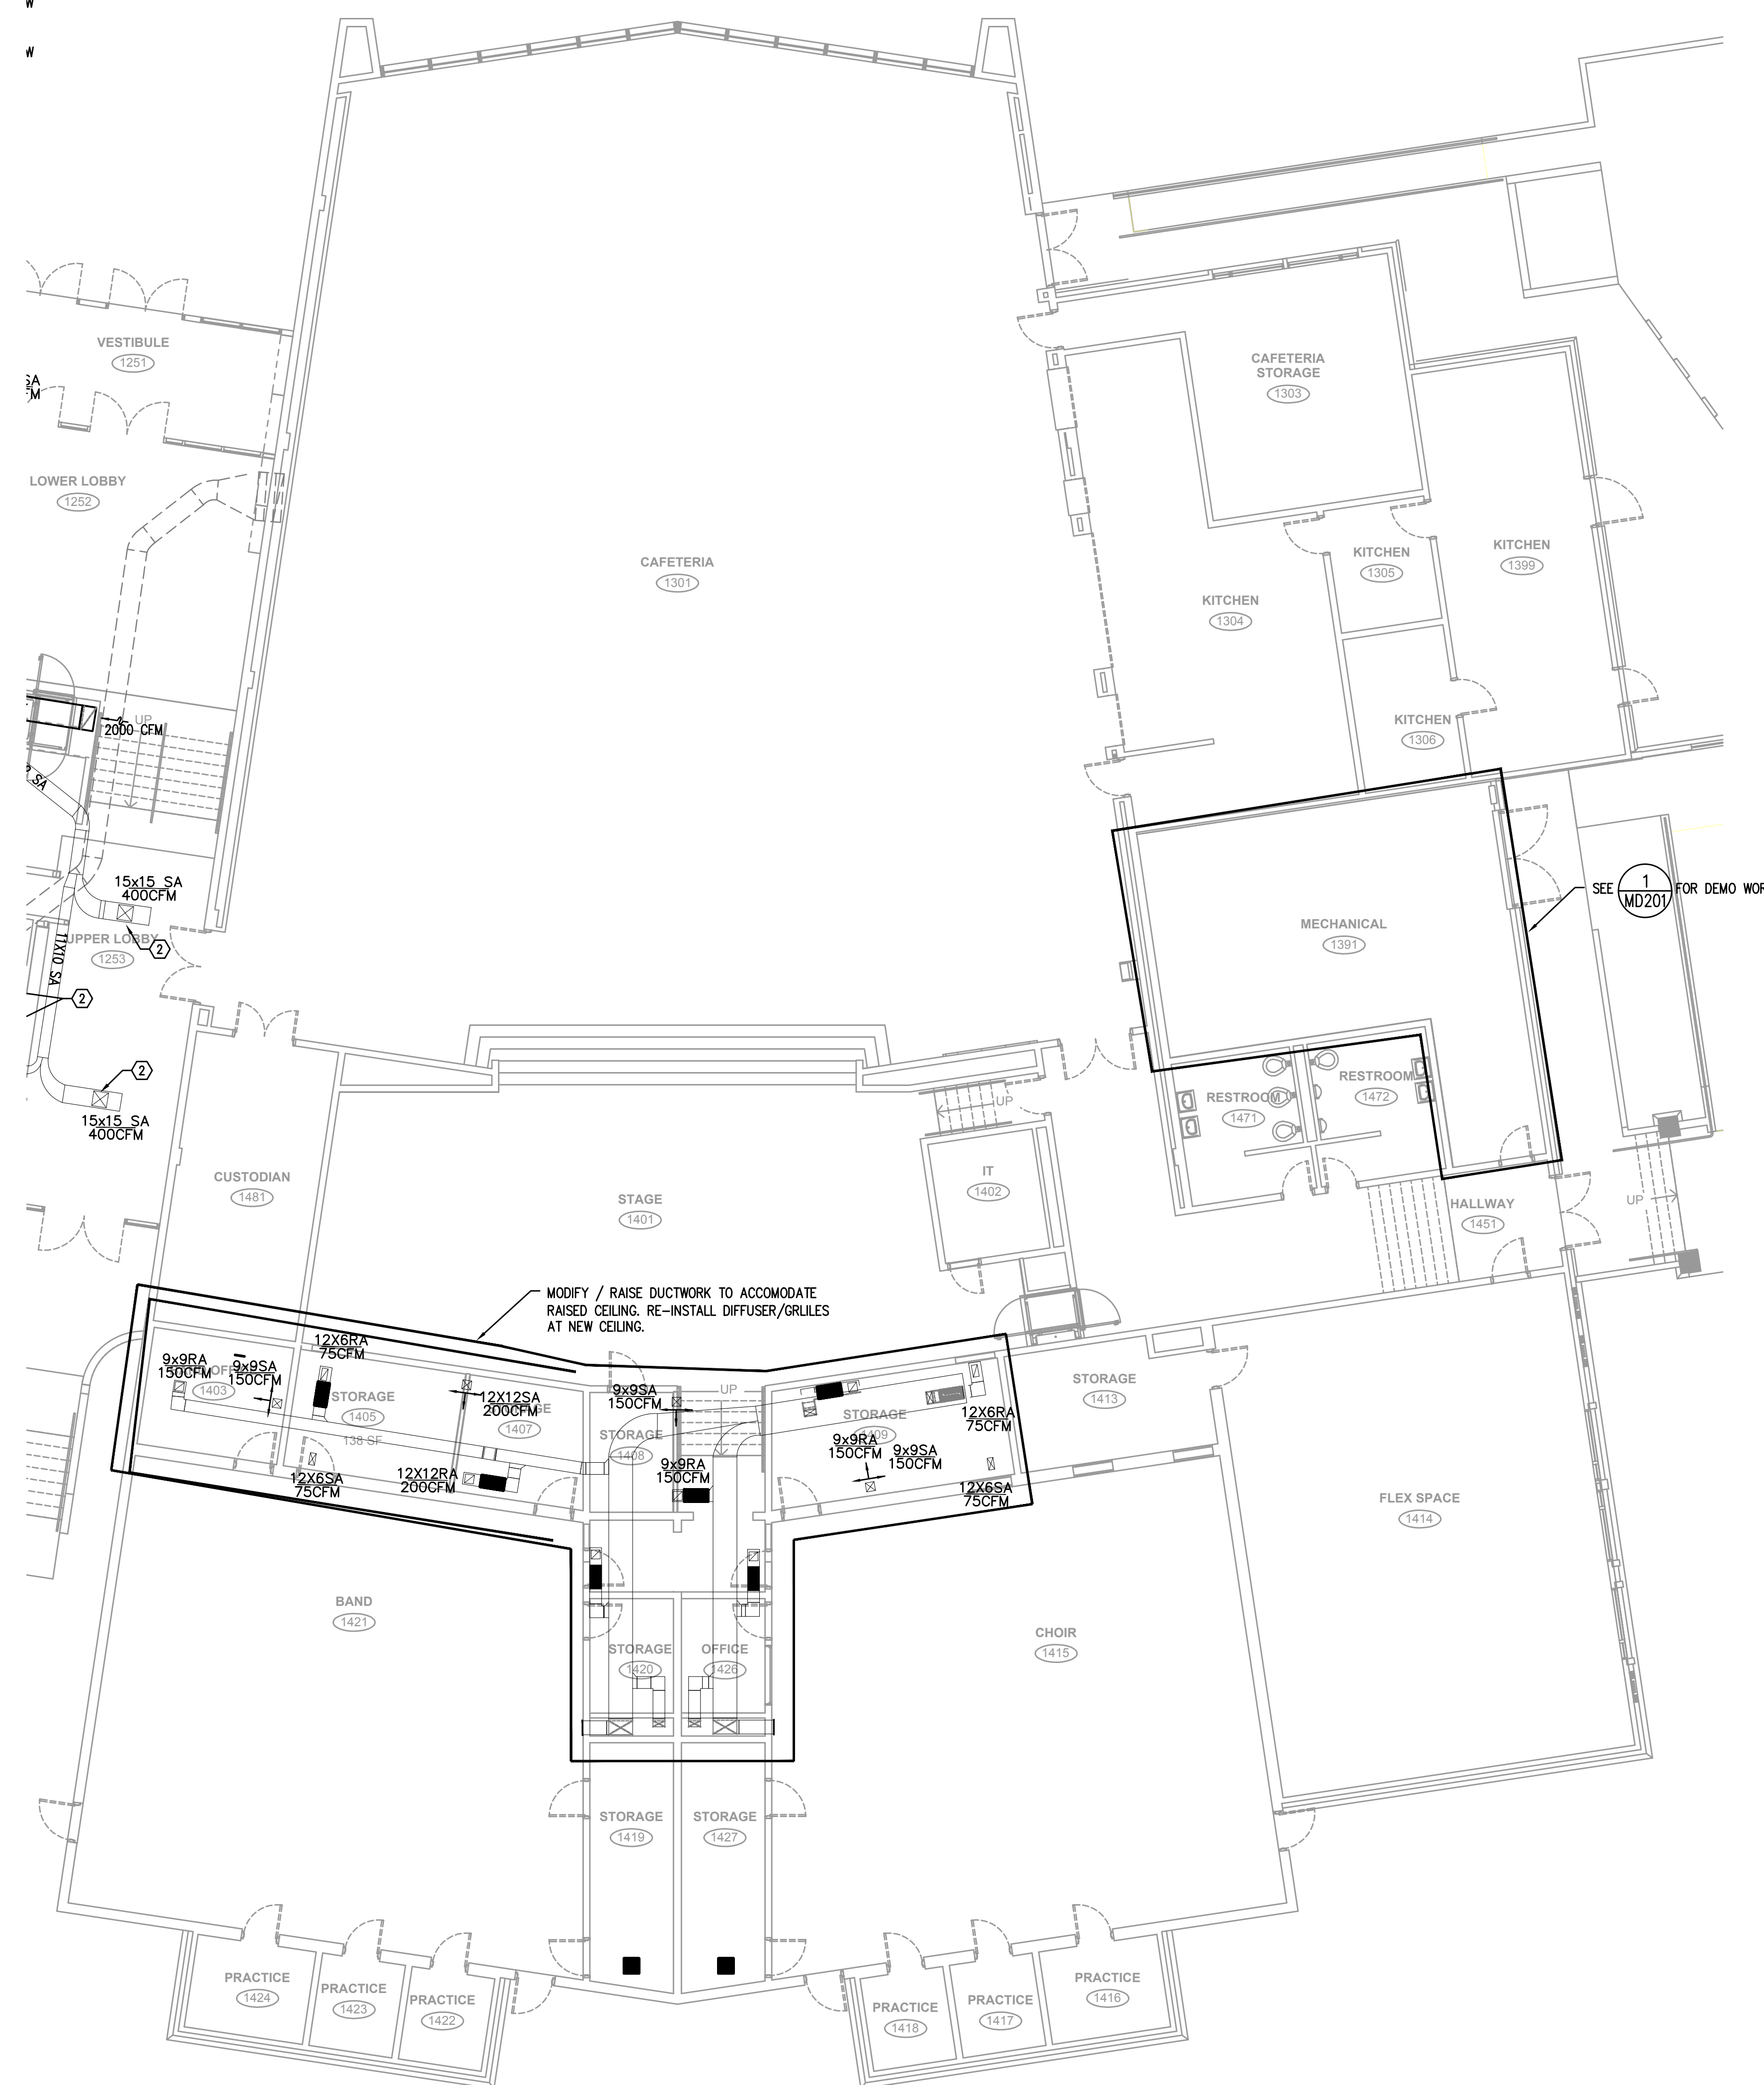 W
W
VESTIBULE
1251
SA
FM
LOWER LOBBY
1252
CAFETERIA
STORAGE
1303
CAFETERIA
1301
KITCHEN
1305
KITCHEN
1399
KITCHEN
1304
KITCHEN
1306
UP
2000 CFM
SA
15x15 SA
400CFM
2
UPPER LOBBY
1253
11X10 SA
2
2
15x15 SA
400CFM
MECHANICAL
1391
SEE
1
MD201
FOR DEMO WOR
RESTROOM
1471
RESTROOM
1472
UP
CUSTODIAN
1481
STAGE
1401
IT
1402
HALLWAY
1451
UP
MODIFY / RAISE DUCTWORK TO ACCOMODATE
RAISED CEILING. RE-INSTALL DIFFUSER/GRLILES
AT NEW CEILING.
9x9RA
150CFM
9x9SA
150CFM
1403
12X6RA
75CFM
STORAGE
1405
138 SF
12X6SA
75CFM
12X12SA
200CFM
1407
12X12RA
200CFM
9x9SA
150CFM
UP
STORAGE
1408
9x9RA
150CFM
STORAGE
1409
9x9RA
150CFM
9x9SA
150CFM
12X6RA
75CFM
12X6SA
75CFM
STORAGE
1413
FLEX SPACE
1414
BAND
1421
STORAGE
1420
OFFICE
1426
CHOIR
1415
STORAGE
1419
STORAGE
1427
PRACTICE
1424
PRACTICE
1423
PRACTICE
1422
PRACTICE
1418
PRACTICE
1417
PRACTICE
1416